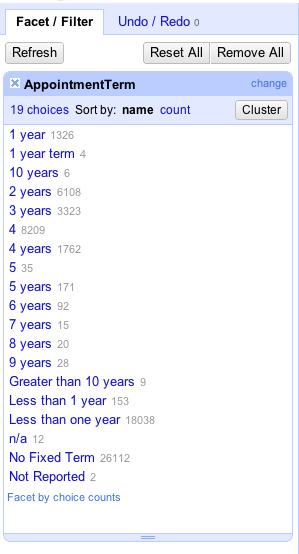 Facet / Filter Undo / Redo 0
Refresh Reset All Remove All
AppointmentTerm change
19 choices Sort by: name count Cluster
1 year 1326
1 year term 4
10 years 6
2 years 6108
3 years 3323
4 8209
4 years 1762
5 35
5 years 171
6 years 92
7 years 15
8 years 20
9 years 28
Greater than 10 years 9
Less than 1 year 153
Less than one year 18038
n/a 12
No Fixed Term 26112
Not Reported 2
Facet by choice counts